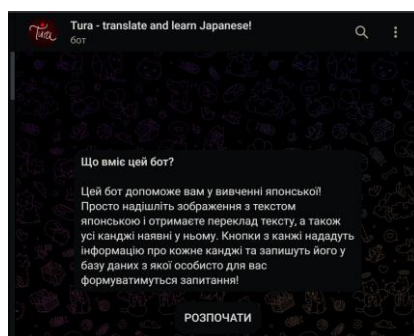 Tura
Tura - translate and learn Japanese!
бот
Що вміє цей бот?
Цей бот допоможе вам у вивченні японської!
Просто надішліть зображення з текстом
японською і отримаєте переклад тексту, а також
усі канджі наявні у ньому. Кнопки з канжі нададуть
інформацію про кожне канджі та запишуть його у
базу даних з якої особисто для вас
формуватимуться запитання!
РОЗПОЧАТИ